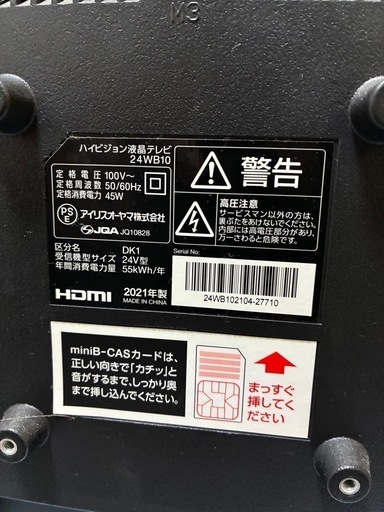 M3
ハイビジョン液晶テレビ
24WB10
定格電圧 100V~
定格周波数 50/60Hz
定格消費電力 45W
PSE
アイリスオーヤマ株式会社
JQA JQ10828
区分名 DK1
受信機型サイズ 24V型
年間消費電力量 55kWh/年
HDMI
2021年製
MADE IN CHINA
警告
高圧注意
サービスマン以外の方は、
裏ぶたをあけないでください。
内部には高電圧部分が数多くあり、
万一さわると危険です。
Serial No:
24WB102104-27710
miniB-CASカードは、
正しい向きで「カチッ」と
音がするまで、しっかり奥
まで挿し込んでください。
まっすぐ
挿してく
ださい